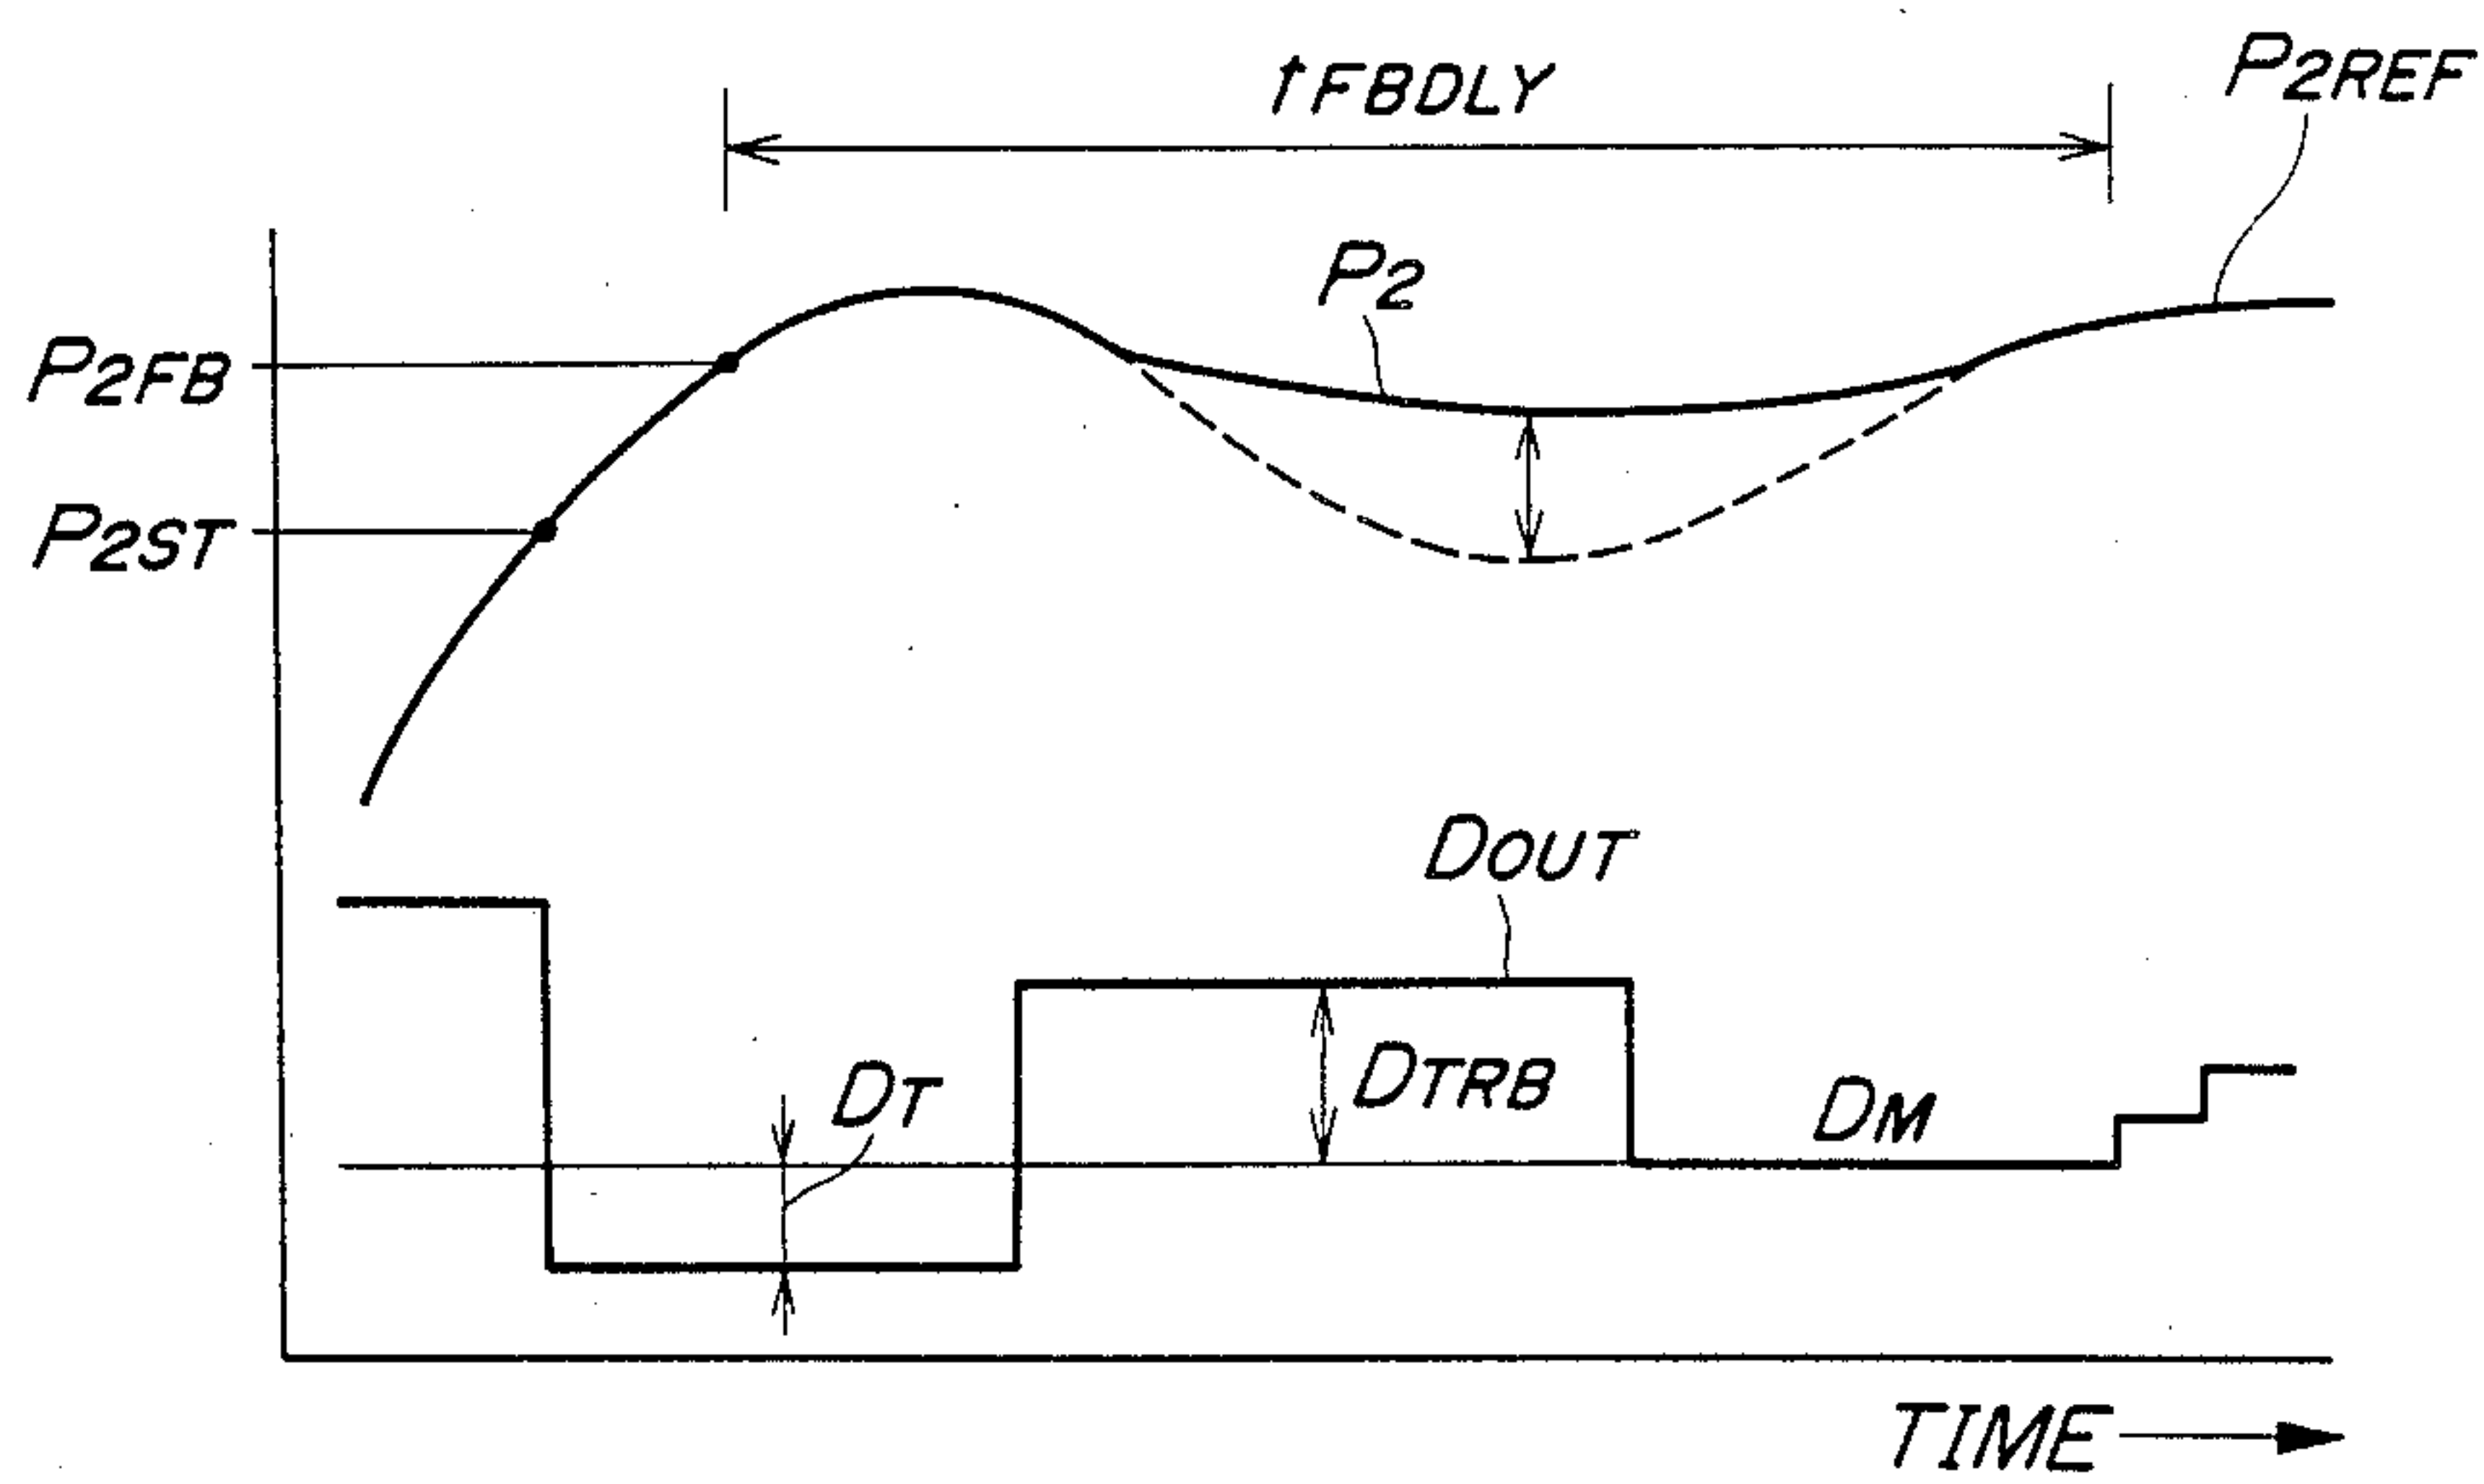 tFBDLY
P2REF
P2
P2FB
P2ST
DOUT
DT
DTRB
DM
TIME